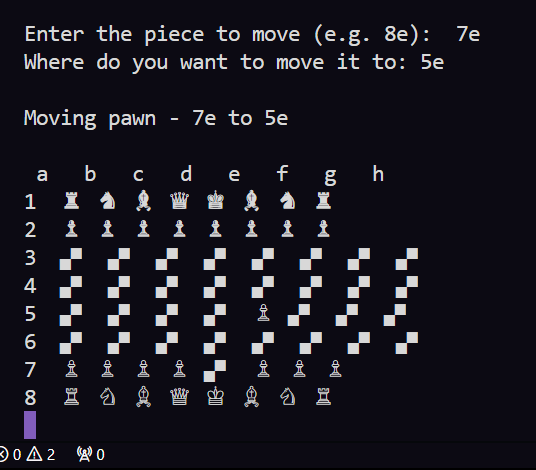 Enter the piece to move (e.g. 8e): 7e
Where do you want to move it to: 5e
Moving pawn - 7e to 5e
a b c d e f g h
1 ♜ ♞ ♝ ♛ ♚ ♝ ♞ ♜
2 ♝ ♝ ♝ ♝ ♝ ♝ ♝ ♝
3 ▞ ▞ ▞ ▞ ▞ ▞ ▞ ▞
4 ▞ ▞ ▞ ▞ ▞ ▞ ▞ ▞
5 ▞ ▞ ▞ ▞ ♙ ▞ ▞ ▞
6 ▞ ▞ ▞ ▞ ▞ ▞ ▞ ▞
7 ♙ ♙ ♙ ♙ ▞ ♙ ♙ ♙
8 ♖ ♘ ♗ ♕ ♔ ♗ ♘ ♖
0 2 0